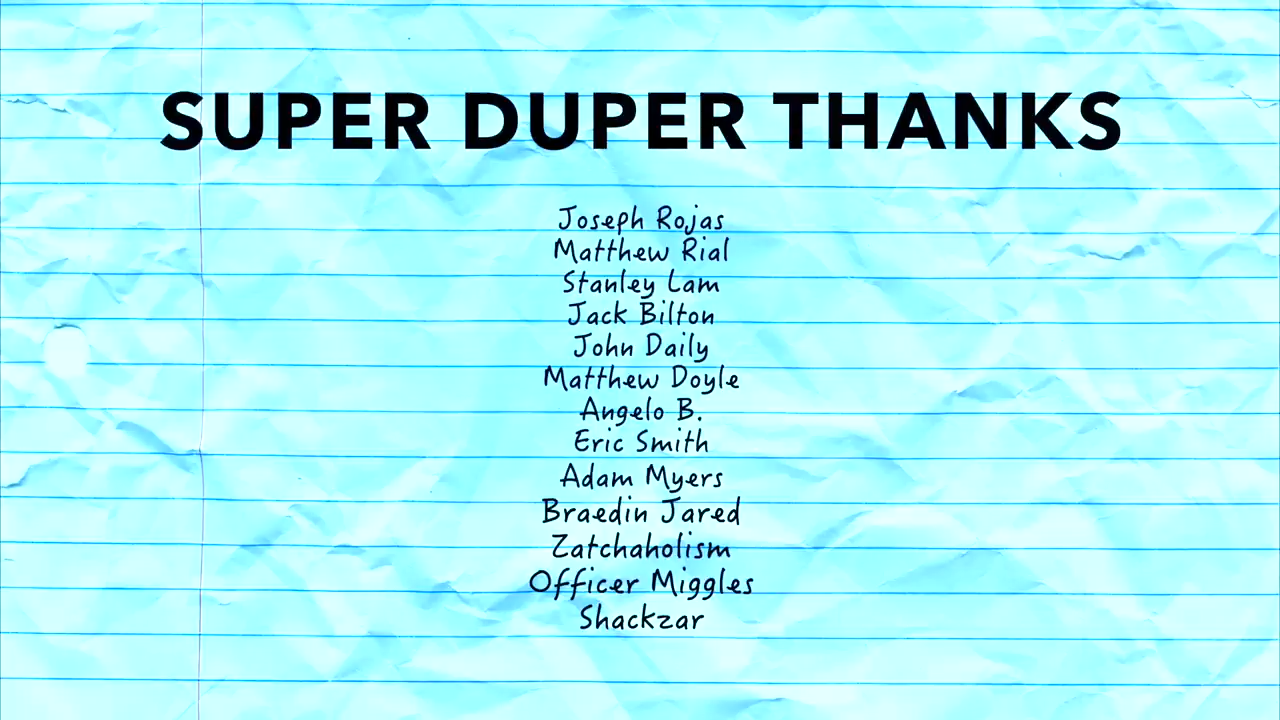 SUPER DUPER THANKS
Joseph Rojas
Matthew Rial
Stanley Lam
Jack Bilton
John Daily
Matthew Doyle
Angelo B.
Eric Smith
Adam Myers
Braedin Jared
Zatchaholism
Officer Miggles
Shackzar